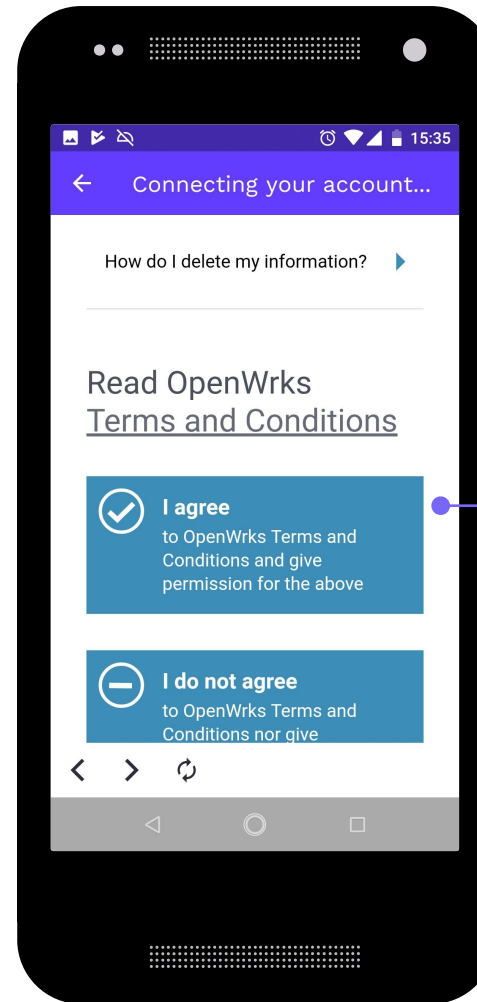 15:35
Connecting your account...
How do I delete my information?
Read OpenWrks
Terms and Conditions
I agree
to OpenWrks Terms and
Conditions and give
permission for the above
I do not agree
to OpenWrks Terms and
Conditions nor give